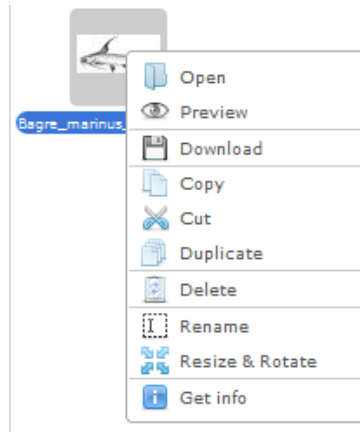 Bagre_marinus_
Open
Preview
Download
Copy
Cut
Duplicate
Delete
Rename
Resize & Rotate
Get info